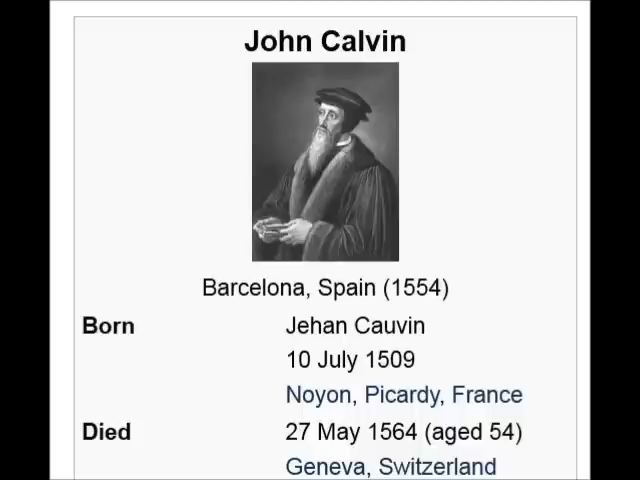 John Calvin
Barcelona, Spain (1554)
Born Jehan Cauvin
10 July 1509
Noyon, Picardy, France
Died 27 May 1564 (aged 54)
Geneva, Switzerland